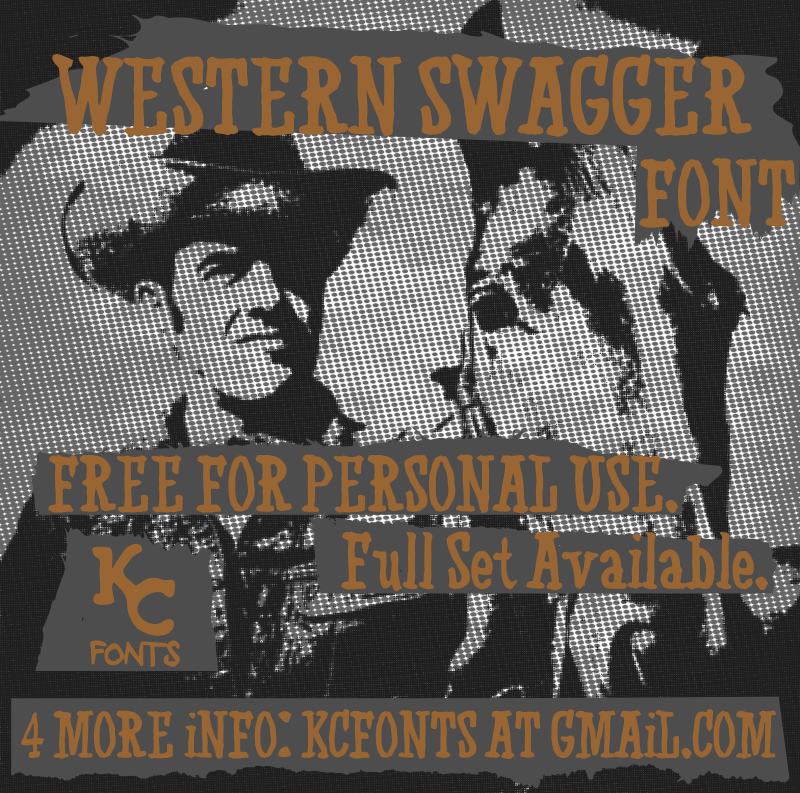 WESTERN SWAGGER
FONT
FREE FOR PERSONAL USE.
Full Set Available.
KC
FONTS
4 MORE iNFO: KCFONTS AT GMAiL.COM